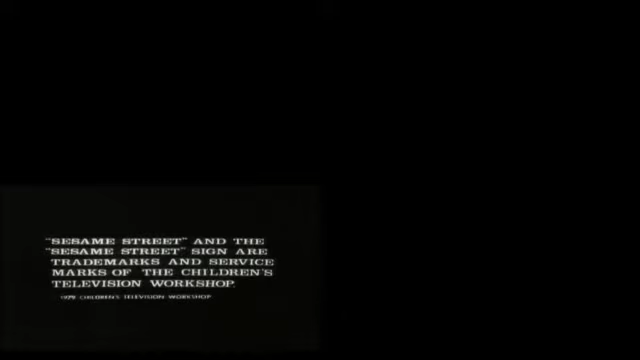 "SESAME STREET" AND THE
"SESAME STREET" SIGN ARE
TRADEMARKS AND SERVICE
MARKS OF THE CHILDREN'S
TELEVISION WORKSHOP.
CHILDREN'S TELEVISION WORKSHOP